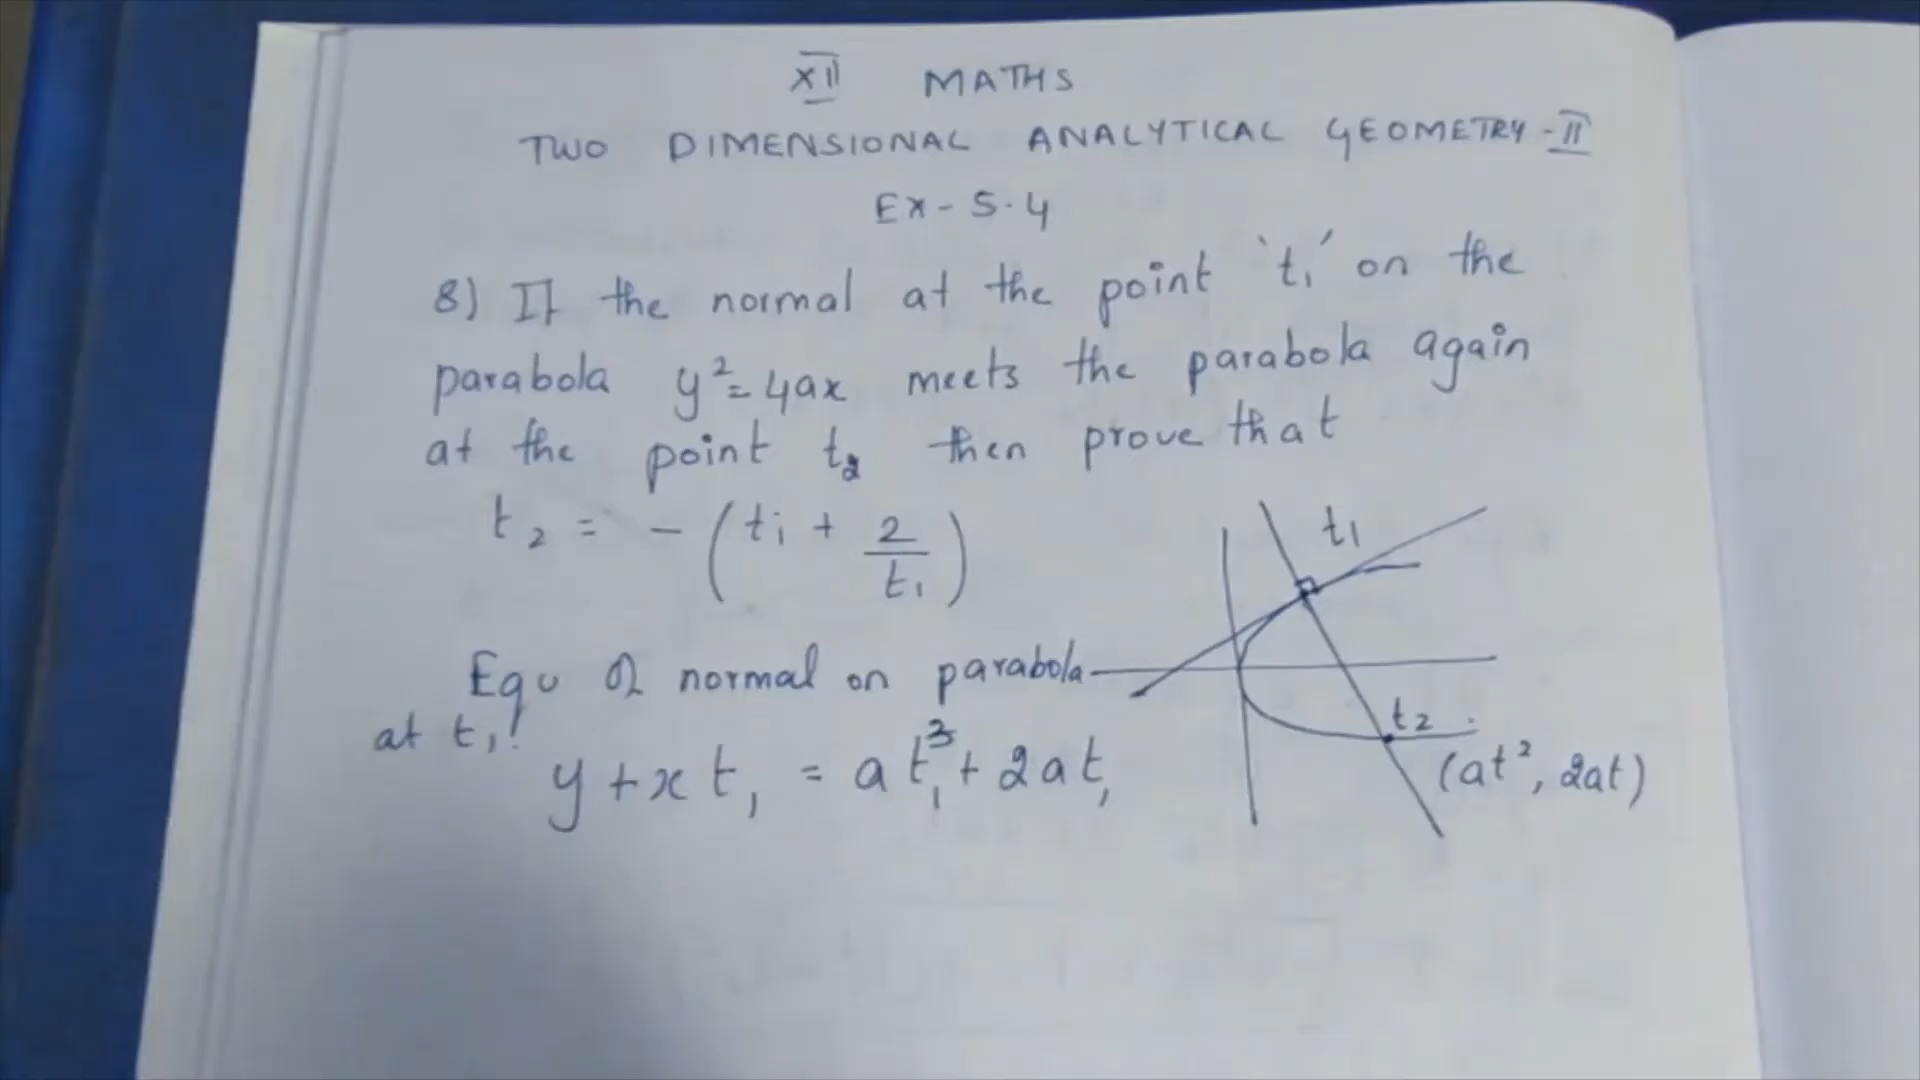 XII MATHS
TWO DIMENSIONAL ANALYTICAL GEOMETRY - II
EX - 5.4
8) If the normal at the point 't₁' on the
parabola y² = 4ax meets the parabola again
at the point t₂ then prove that
t₂ = - (t₁ + 2/t₁)
t₁
Equ of normal on parabola
at t₁!
t₂
y + x t₁ = at₁³ + 2at₁
(at², 2at)